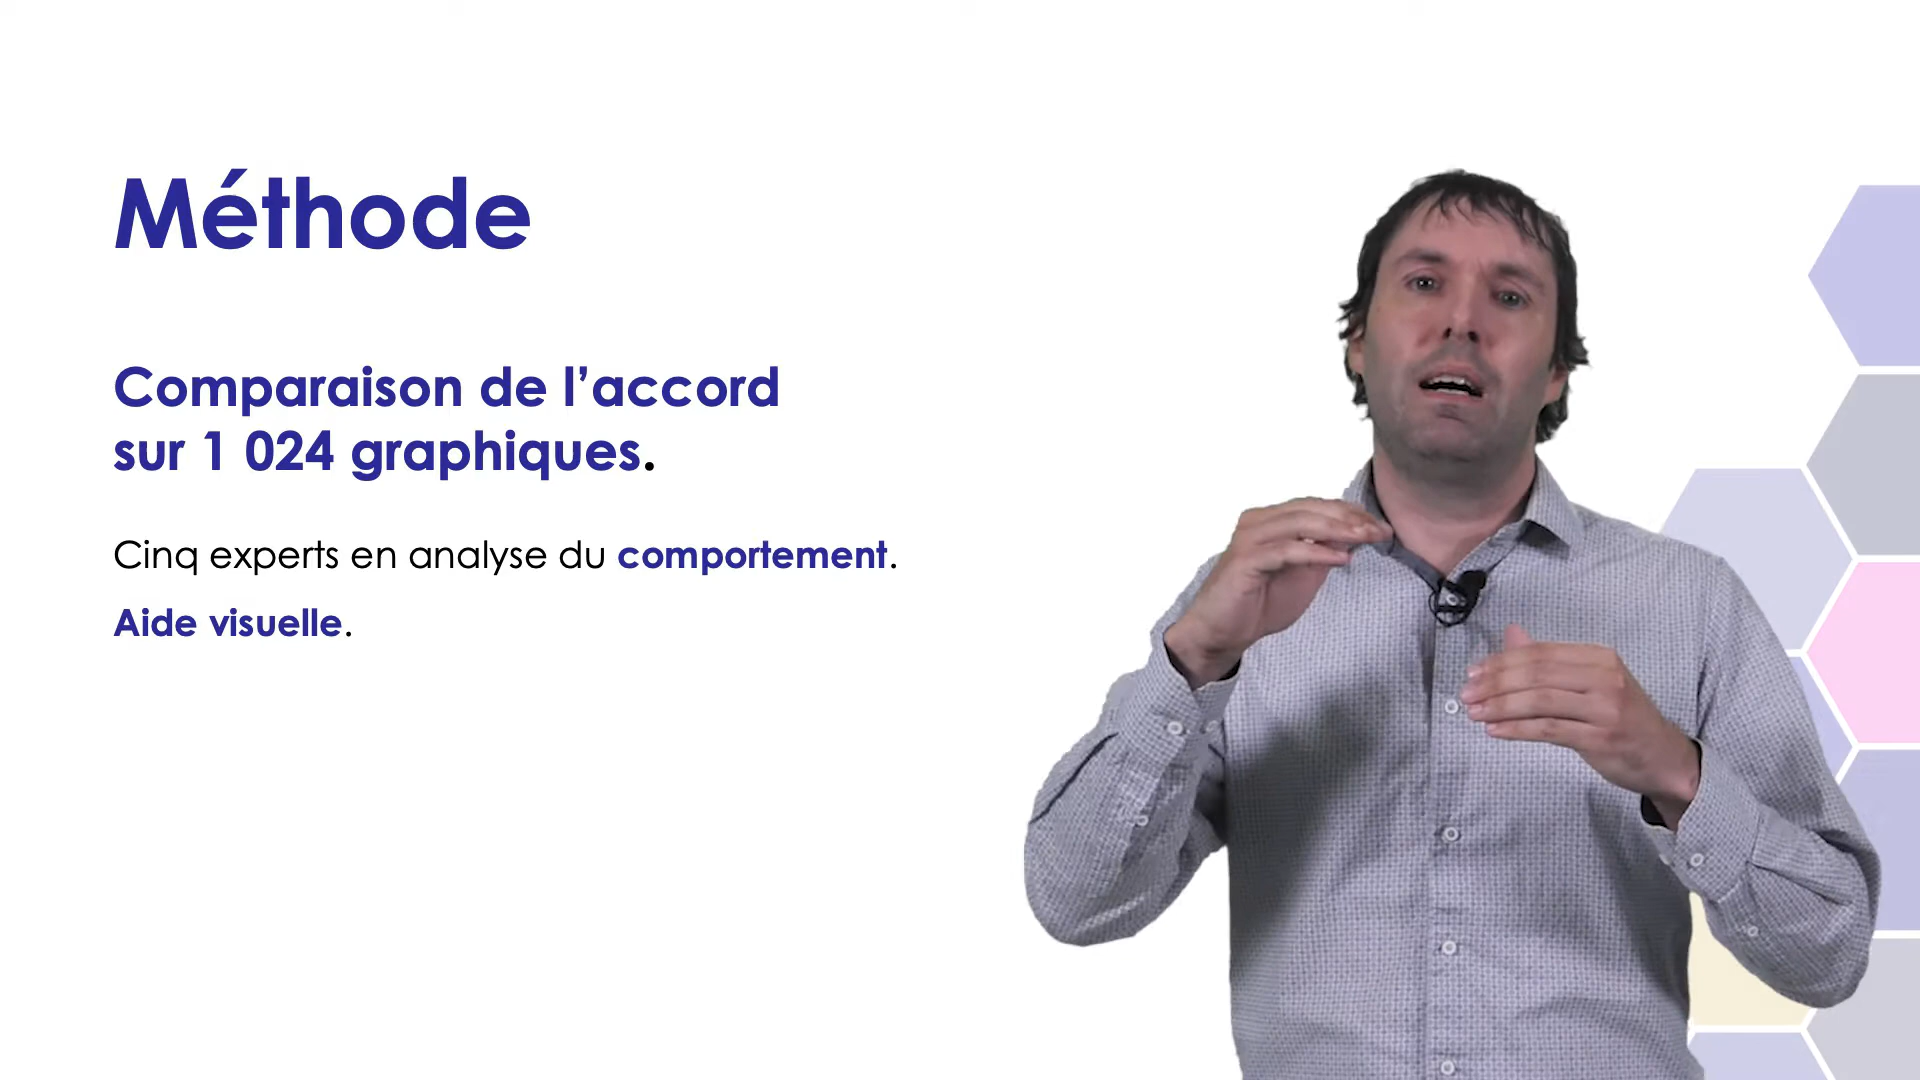 Méthode
Comparaison de l’accord
sur 1 024 graphiques.
Cinq experts en analyse du comportement.
Aide visuelle.